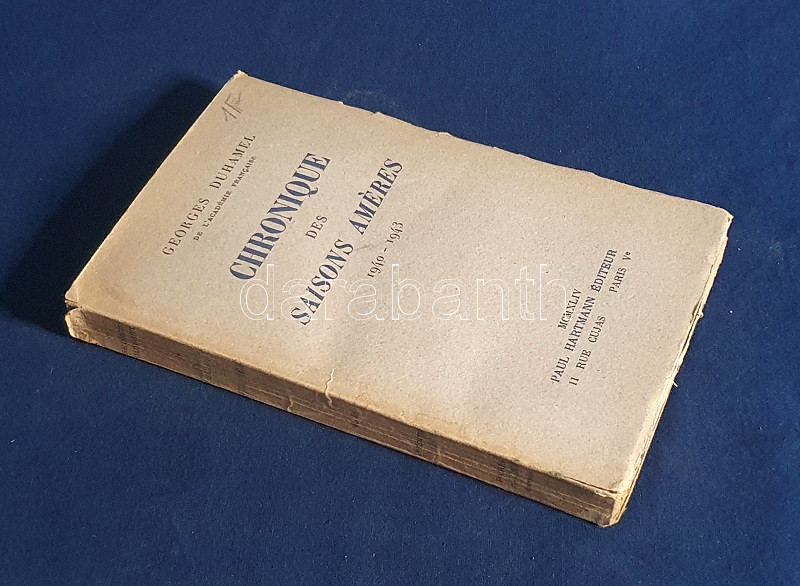 GEORGES DUHAMEL
DE L'ACADÉMIE FRANÇAISE
CHRONIQUE
DES
SAISONS AMÈRES
1940-1943
MCMXLIV
PAUL HARTMANN ÉDITEUR
11 RUE CUJAS PARIS Ve
darabanth